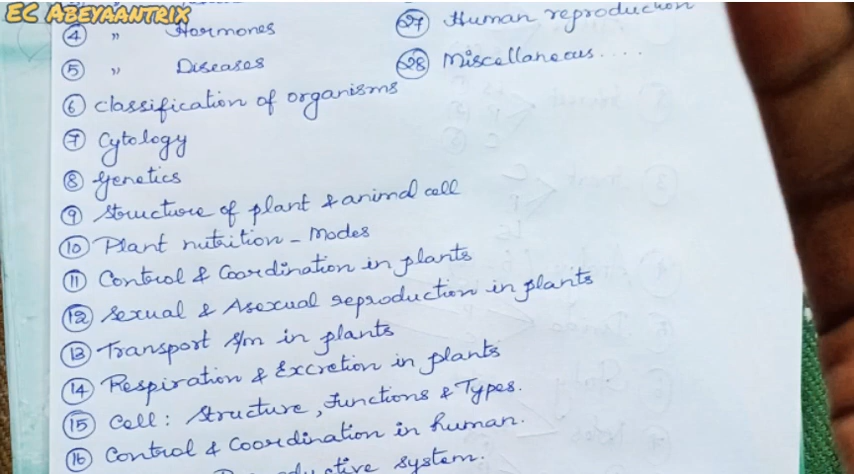 EC ABEYAANTRIX
④ " Hormones
⑤ " Diseases
⑥ classification of organisms
⑦ Cytology
⑧ Genetics
⑨ Structure of plant & animal cell
⑩ Plant nutrition - Modes
⑪ Control & Coordination in plants
⑫ Sexual & Asexual reproduction in plants
⑬ Transport s/m in plants
⑭ Respiration & Excretion in plants
⑮ Cell: Structure, Functions & Types.
⑯ Control & Coordination in human.
system.
㉗ Human reproduction
㉘ Miscellaneous....